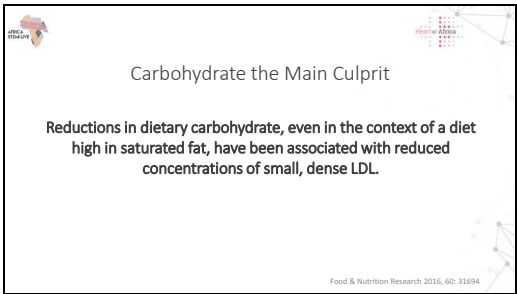 AFRICA
STEMI LIVE
Heart of Africa
Carbohydrate the Main Culprit
Reductions in dietary carbohydrate, even in the context of a diet
high in saturated fat, have been associated with reduced
concentrations of small, dense LDL.
Food & Nutrition Research 2016, 60: 31694